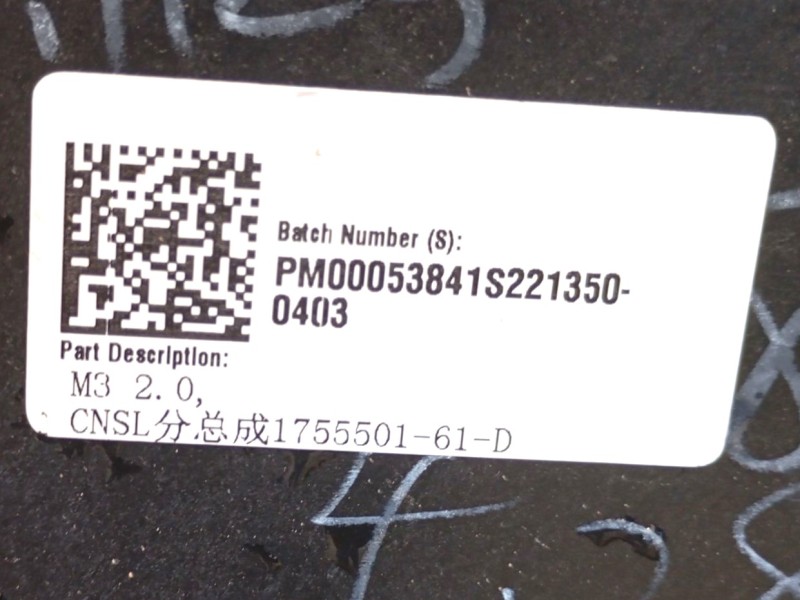 Batch Number (S):
PM00053841S221350-
0403
Part Description:
M3 2.0,
CNSL分总成1755501-61-D